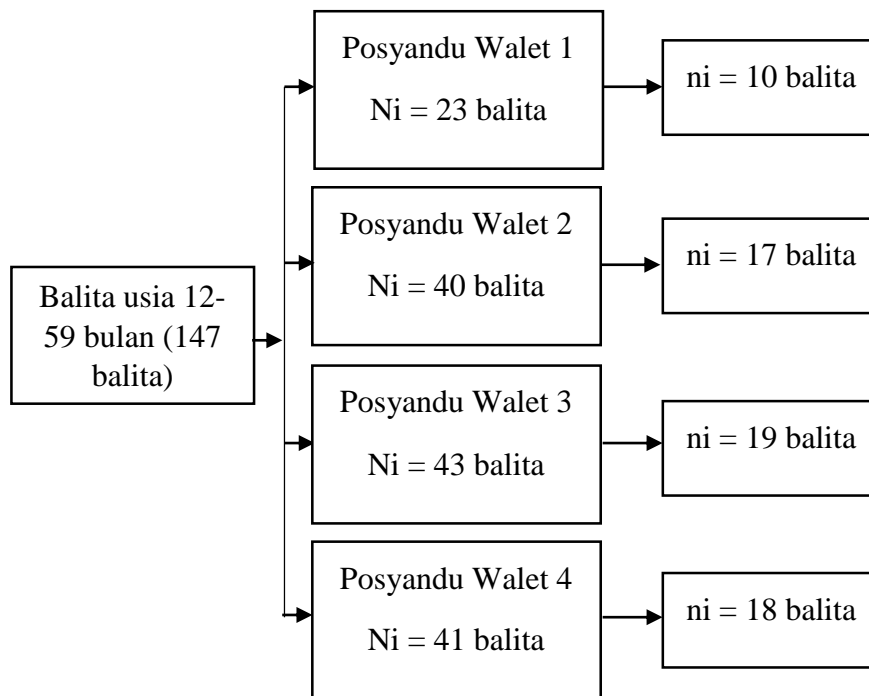 Balita usia 12-
59 bulan (147
balita)
Posyandu Walet 1
Ni = 23 balita
ni = 10 balita
Posyandu Walet 2
Ni = 40 balita
ni = 17 balita
Posyandu Walet 3
Ni = 43 balita
ni = 19 balita
Posyandu Walet 4
Ni = 41 balita
ni = 18 balita